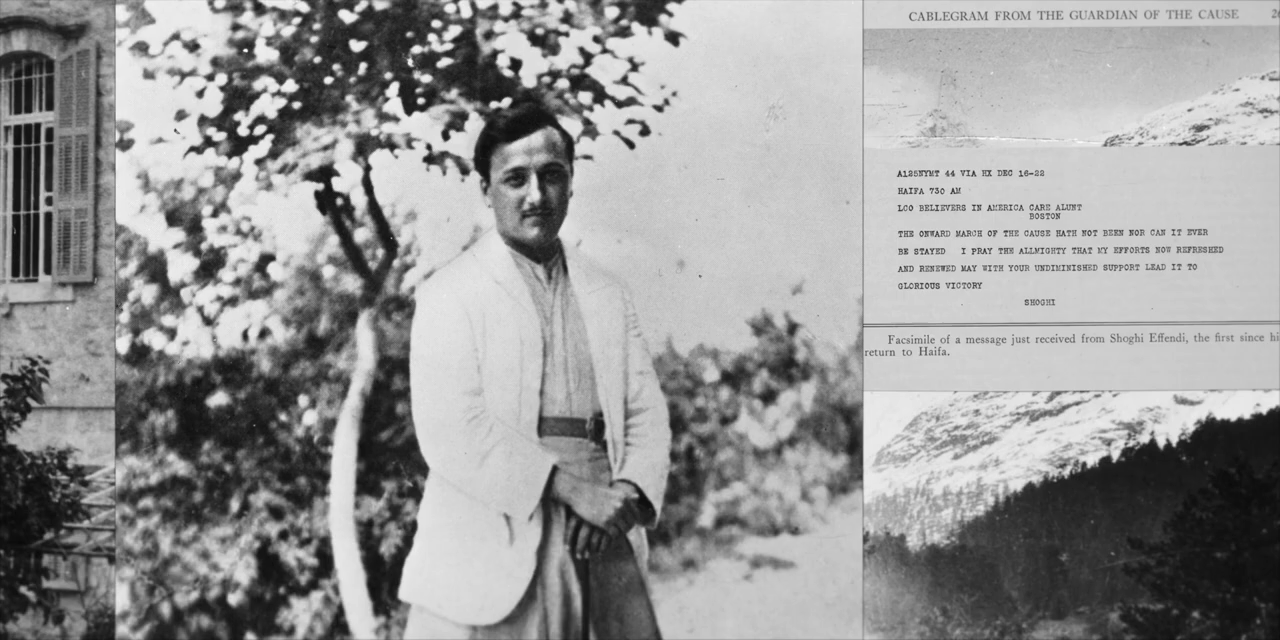 CABLEGRAM FROM THE GUARDIAN OF THE CAUSE
A125NYMT 44 VIA HX DEC 16-22
HAIFA 730 AM
LCO BELIEVERS IN AMERICA CARE ALUNT
BOSTON
THE ONWARD MARCH OF THE CAUSE HATH NOT BEEN NOR CAN IT EVER
BE STAYED I PRAY THE ALLMIGHTY THAT MY EFFORTS NOW REFRESHED
AND RENEWED MAY WITH YOUR UNDIMINISHED SUPPORT LEAD IT TO
GLORIOUS VICTORY
SHOGHI
Facsimile of a message just received from Shoghi Effendi, the first since
return to Haifa.